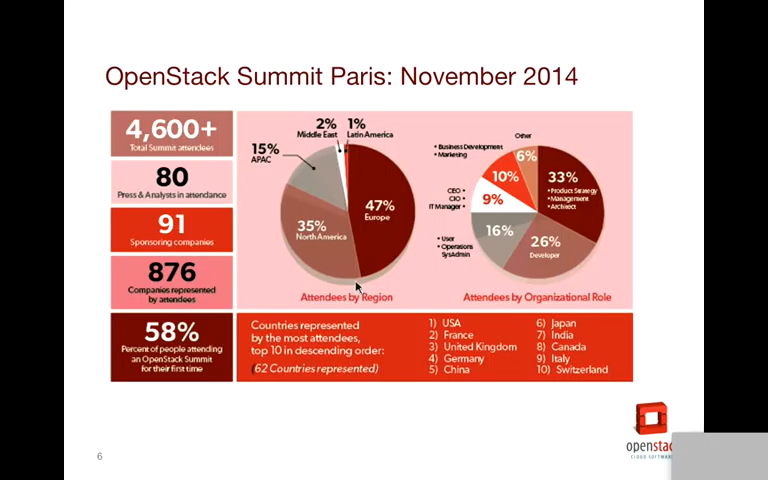 OpenStack Summit Paris: November 2014
4,600+
Total Summit attendees
80
Press & Analysts in attendance
91
Sponsoring companies
876
Companies represented
by attendees
58%
Percent of people attending
an OpenStack Summit
for their first time
2%
Middle East
1%
Latin America
15%
APAC
47%
Europe
35%
North America
Attendees by Region
Other
6%
• Business Development
• Marketing
10%
CEO •
CIO •
IT Manager •
9%
• User
• Operations
SysAdmin
16%
33%
• Product Strategy
• Management
• Architect
26%
Developer
Attendees by Organizational Role
Countries represented
by the most attendees,
top 10 in descending order:
(62 Countries represented)
1) USA
2) France
3) United Kingdom
4) Germany
5) China
6) Japan
7) India
8) Canada
9) Italy
10) Switzerland
6
openstac
CLOUD SOFTWA